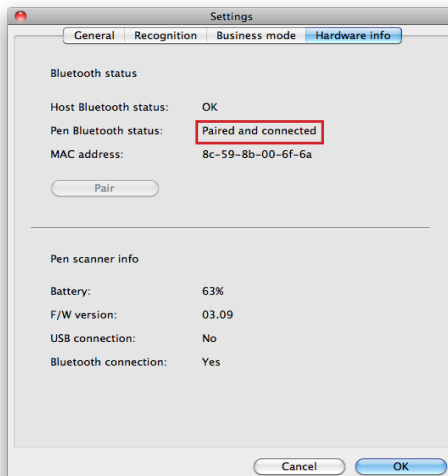 Settings
General Recognition Business mode Hardware info
Bluetooth status
Host Bluetooth status: OK
Pen Bluetooth status: Paired and connected
MAC address: 8c-59-8b-00-6f-6a
Pair
Pen scanner info
Battery: 63%
F/W version: 03.09
USB connection: No
Bluetooth connection: Yes
Cancel OK